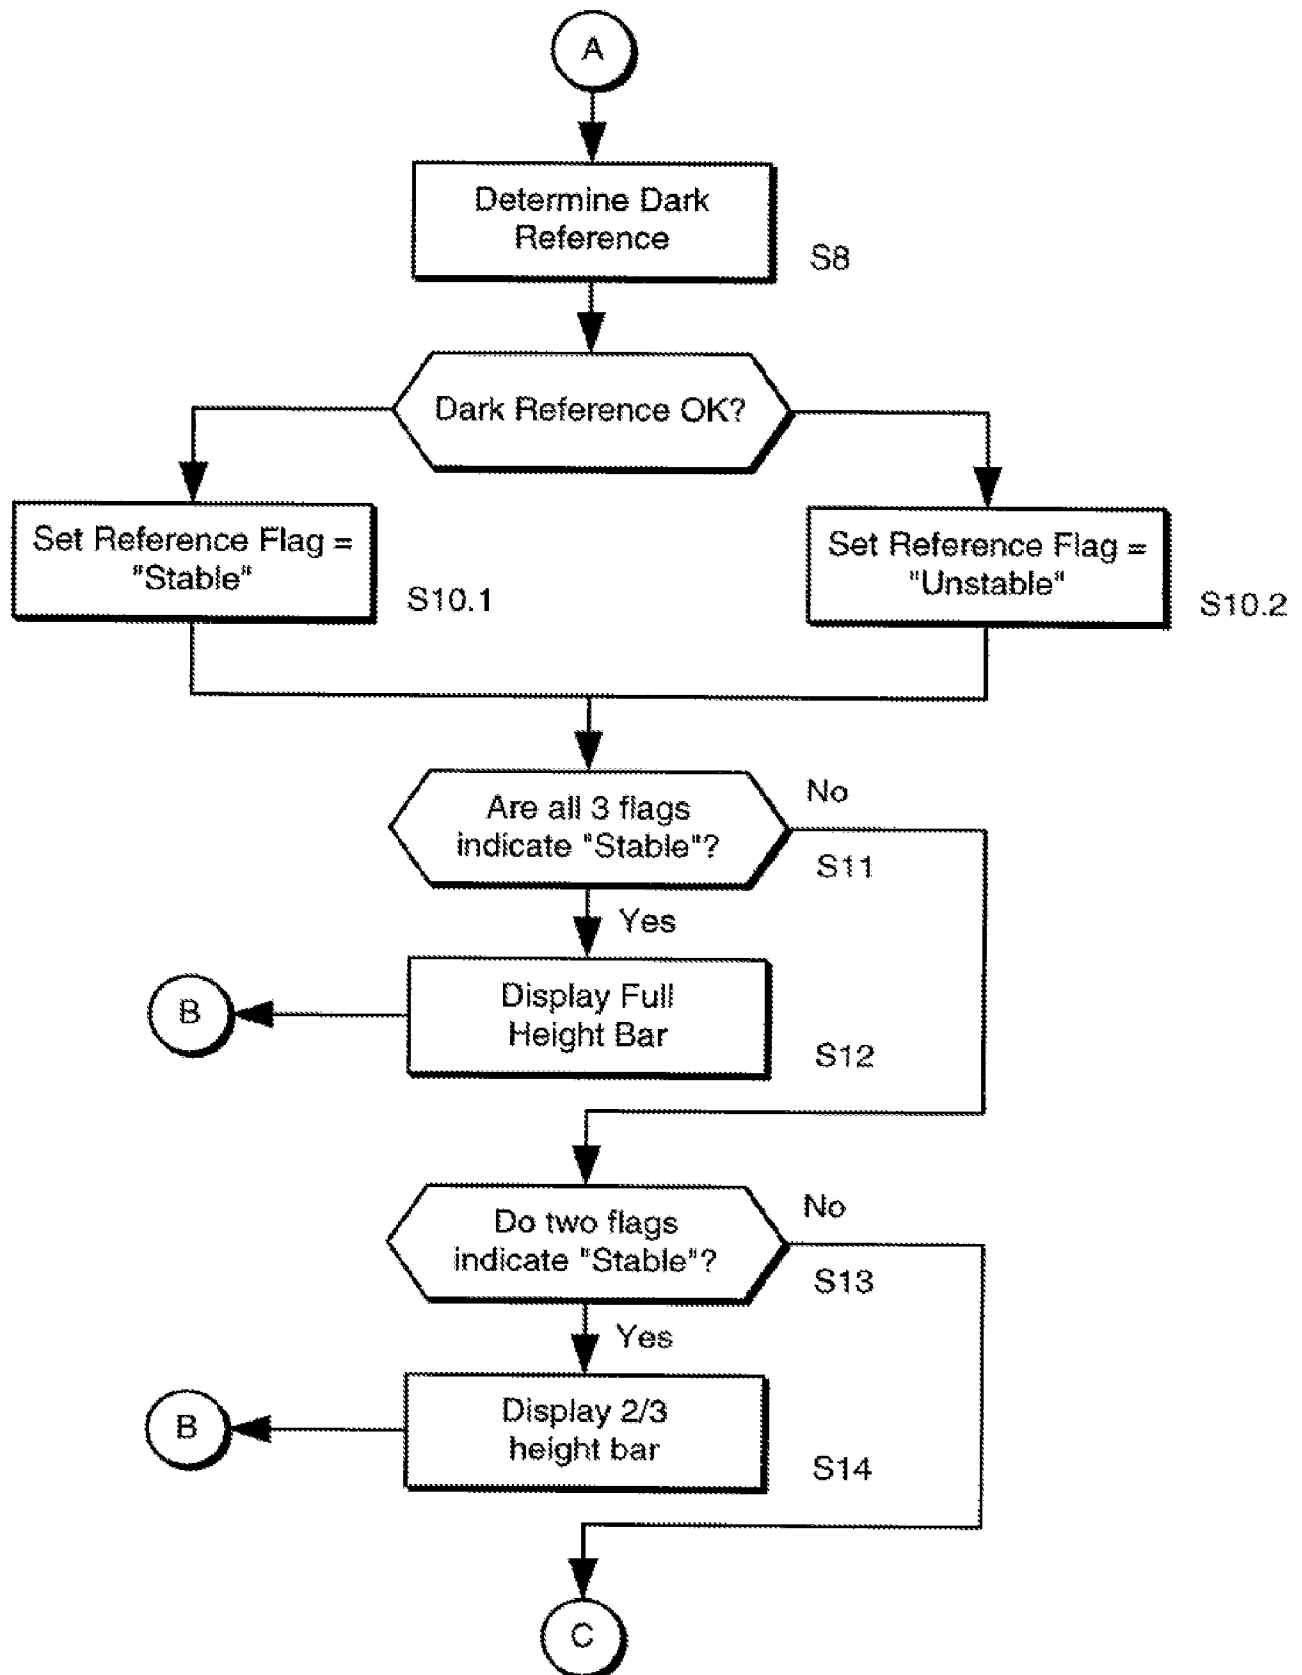 A
Determine Dark
Reference
S8
Dark Reference OK?
Set Reference Flag =
"Stable"
S10.1
Set Reference Flag =
"Unstable"
S10.2
Are all 3 flags
indicate "Stable"?
No
S11
Yes
Display Full
Height Bar
S12
B
Do two flags
indicate "Stable"?
No
S13
Yes
Display 2/3
height bar
S14
B
C